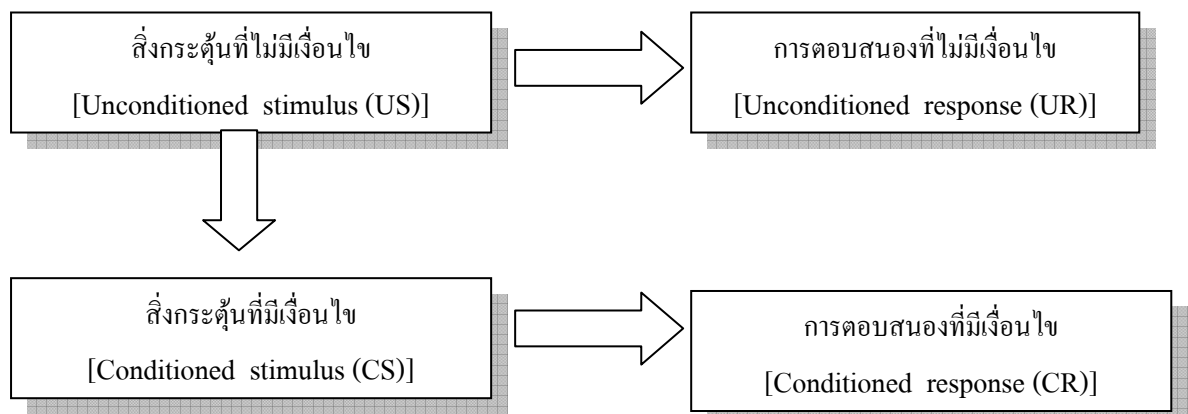 สิ่งกระตุ้นที่ไม่มีเงื่อนไข
[Unconditioned stimulus (US)]
การตอบสนองที่ไม่มีเงื่อนไข
[Unconditioned response (UR)]
สิ่งกระตุ้นที่มีเงื่อนไข
[Conditioned stimulus (CS)]
การตอบสนองที่มีเงื่อนไข
[Conditioned response (CR)]